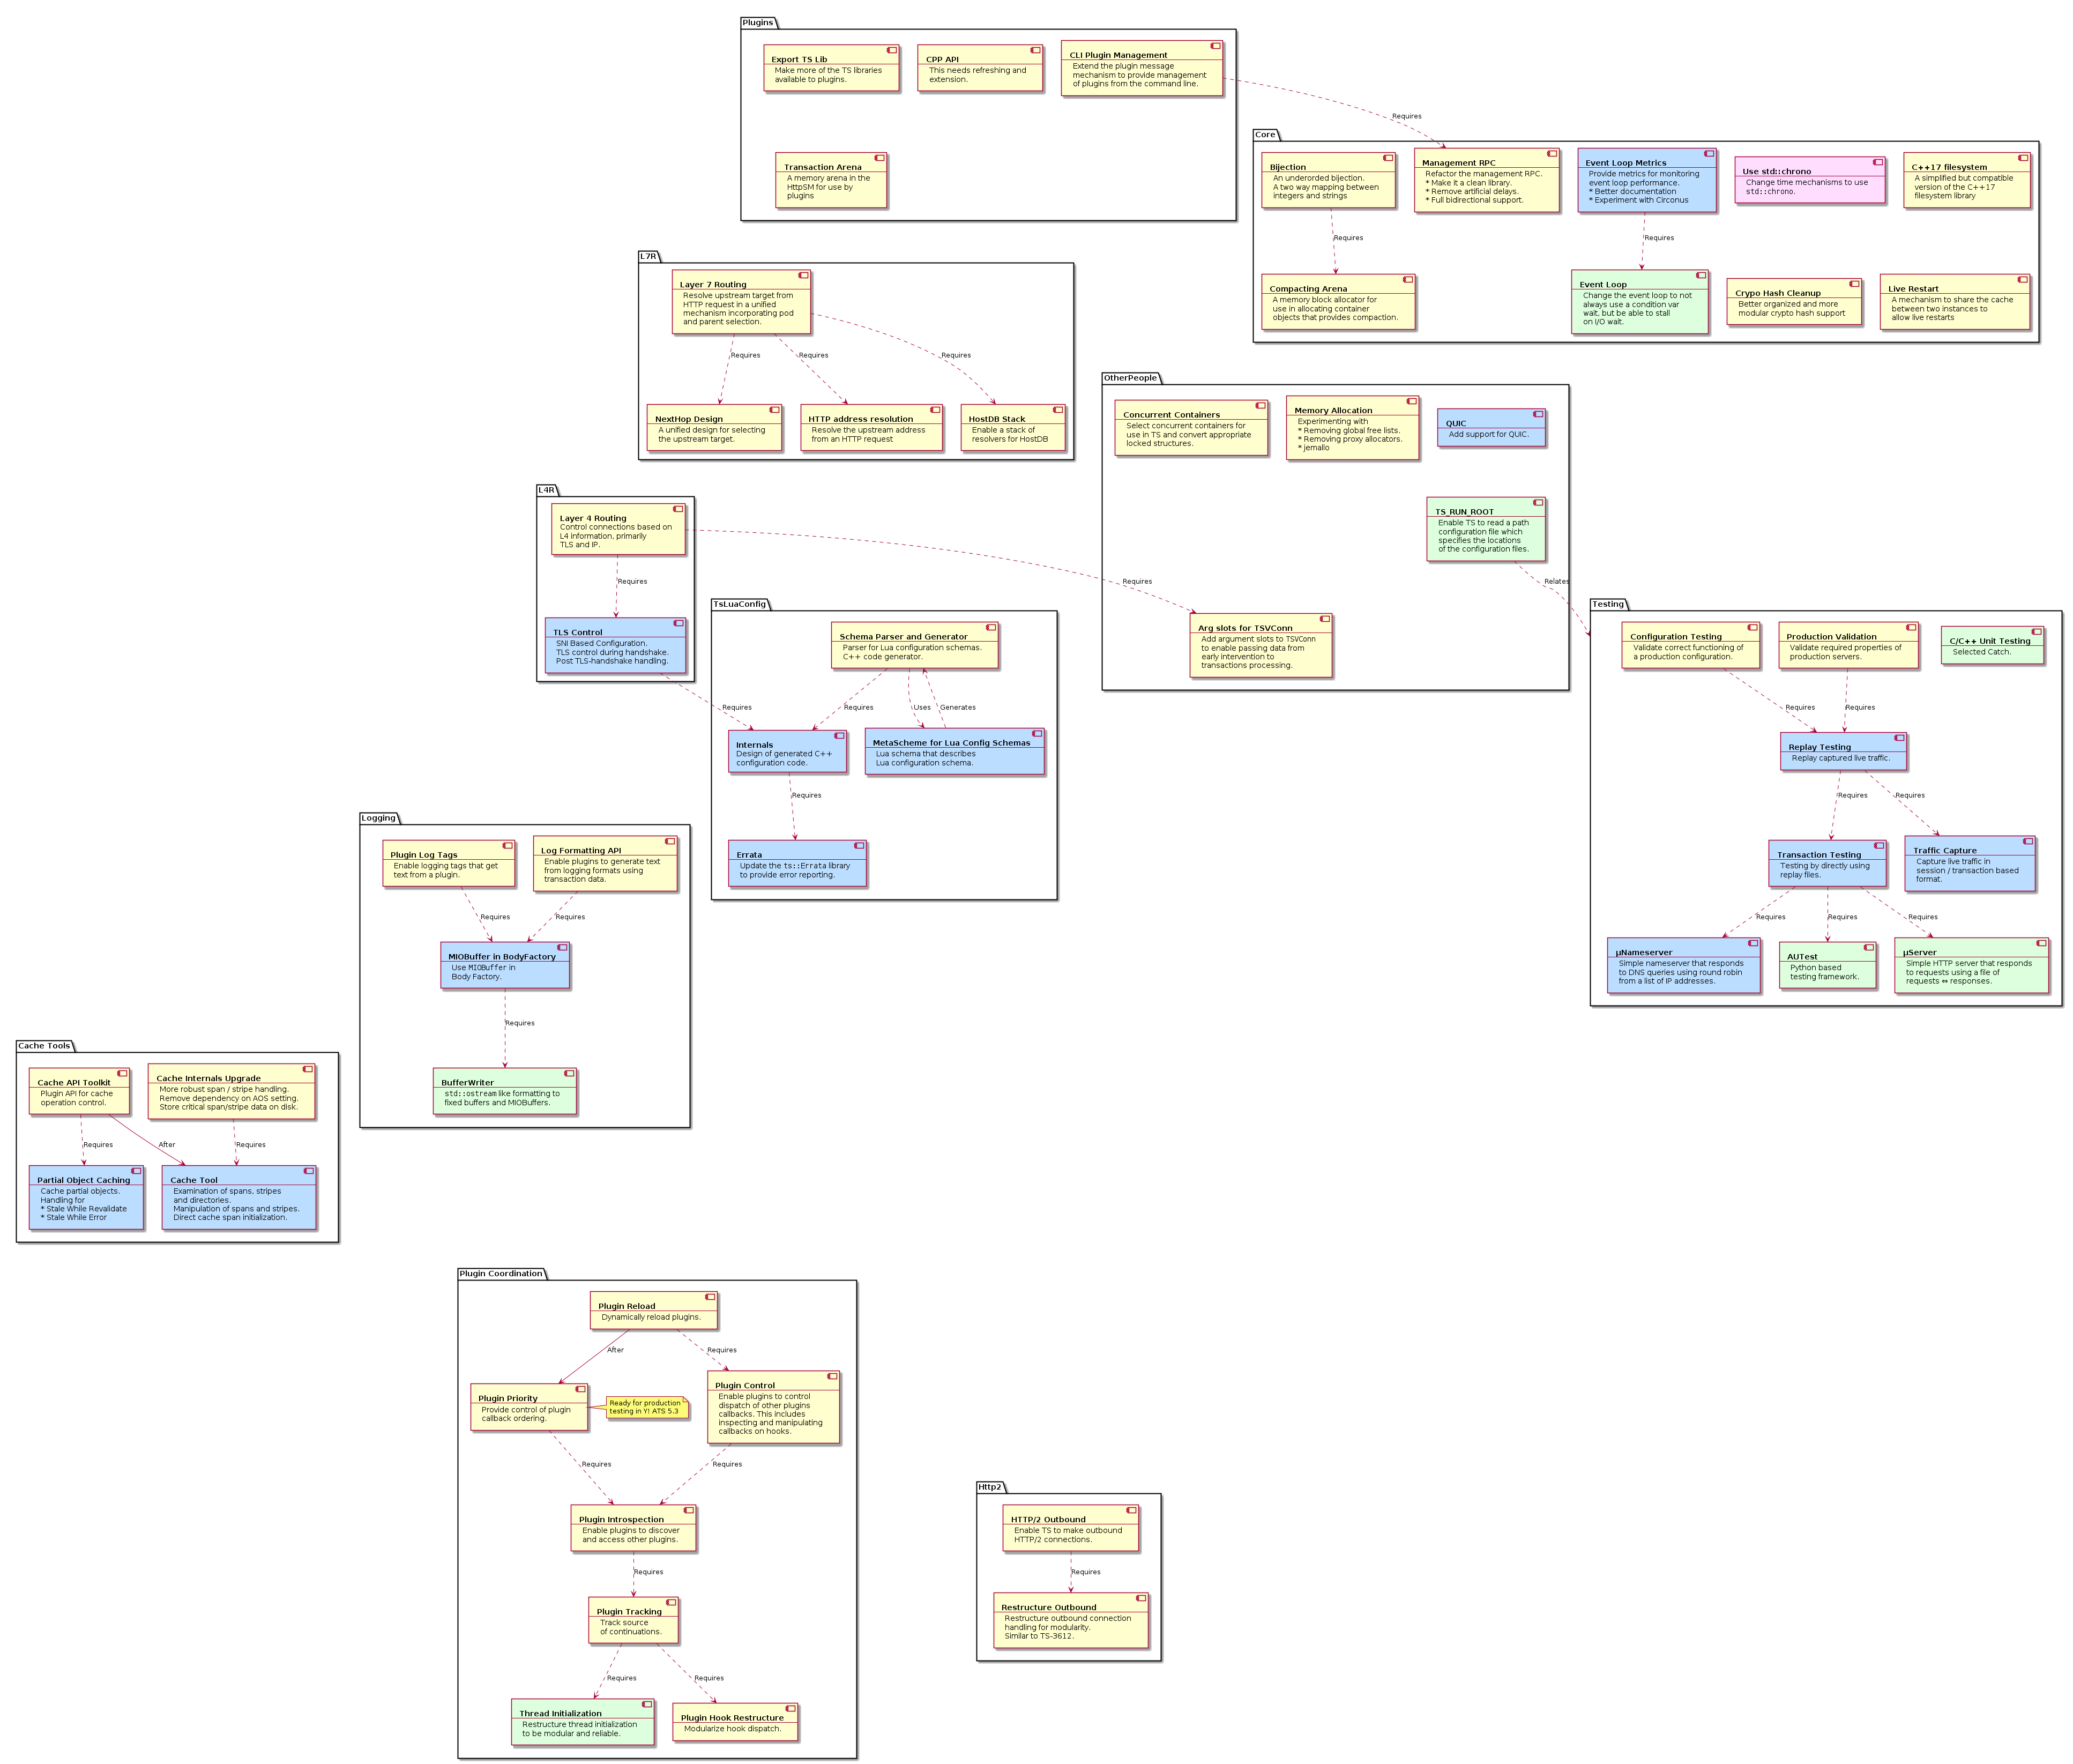 Plugins
Export TS Lib
Make more of the TS libraries
available to plugins.
CPP API
This needs refreshing and
extension.
CLI Plugin Management
Extend the plugin message
mechanism to provide management
of plugins from the command line.
Transaction Arena
A memory arena in the
HttpSM for use by
plugins
Requires
Core
Bijection
An underorded bijection.
A two way mapping between
integers and strings
Management RPC
Refactor the management RPC.
* Make it a clean library.
* Remove artificial delays.
* Full bidirectional support.
Event Loop Metrics
Provide metrics for monitoring
event loop performance.
* Better documentation
* Experiment with Circonus
Use std::chrono
Change time mechanisms to use
std::chrono.
C++17 filesystem
A simplified but compatible
version of the C++17
filesystem library
Requires
Requires
Compacting Arena
A memory block allocator for
use in allocating container
objects that provides compaction.
Event Loop
Change the event loop to not
always use a condition var
wait, but be able to stall
on I/O wait.
Crypo Hash Cleanup
Better organized and more
modular crypto hash support
Live Restart
A mechanism to share the cache
between two instances to
allow live restarts
L7R
Layer 7 Routing
Resolve upstream target from
HTTP request in a unified
mechanism incorporating pod
and parent selection.
Requires
Requires
Requires
NextHop Design
A unified design for selecting
the upstream target.
HTTP address resolution
Resolve the upstream address
from an HTTP request
HostDB Stack
Enable a stack of
resolvers for HostDB
OtherPeople
Concurrent Containers
Select concurrent containers for
use in TS and convert appropriate
locked structures.
Memory Allocation
Experimenting with
* Removing global free lists.
* Removing proxy allocators.
* jemallo
QUIC
Add support for QUIC.
TS_RUN_ROOT
Enable TS to read a path
configuration file which
specifies the locations
of the configuration files.
Relates
Requires
Arg slots for TSVConn
Add argument slots to TSVConn
to enable passing data from
early intervention to
transactions processing.
L4R
Layer 4 Routing
Control connections based on
L4 information, primarily
TLS and IP.
Requires
TLS Control
SNI Based Configuration.
TLS control during handshake.
Post TLS-handshake handling.
Requires
TsLuaConfig
Schema Parser and Generator
Parser for Lua configuration schemas.
C++ code generator.
Requires
Uses
Generates
Internals
Design of generated C++
configuration code.
MetaScheme for Lua Config Schemas
Lua schema that describes
Lua configuration schema.
Requires
Errata
Update the ts::Errata library
to provide error reporting.
Testing
Configuration Testing
Validate correct functioning of
a production configuration.
Production Validation
Validate required properties of
production servers.
C/C++ Unit Testing
Selected Catch.
Requires
Requires
Replay Testing
Replay captured live traffic.
Requires
Requires
Transaction Testing
Testing by directly using
replay files.
Traffic Capture
Capture live traffic in
session / transaction based
format.
Requires
Requires
Requires
µNameserver
Simple nameserver that responds
to DNS queries using round robin
from a list of IP addresses.
AUTest
Python based
testing framework.
µServer
Simple HTTP server that responds
to requests using a file of
requests ⇔ responses.
Logging
Plugin Log Tags
Enable logging tags that get
text from a plugin.
Log Formatting API
Enable plugins to generate text
from logging formats using
transaction data.
Requires
Requires
MIOBuffer in BodyFactory
Use MIOBuffer in
Body Factory.
Requires
BufferWriter
std::ostream like formatting to
fixed buffers and MIOBuffers.
Cache Tools
Cache API Toolkit
Plugin API for cache
operation control.
Cache Internals Upgrade
More robust span / stripe handling.
Remove dependency on AOS setting.
Store critical span/stripe data on disk.
Requires
After
Requires
Partial Object Caching
Cache partial objects.
Handling for
* Stale While Revalidate
* Stale While Error
Cache Tool
Examination of spans, stripes
and directories.
Manipulation of spans and stripes.
Direct cache span initialization.
Plugin Coordination
Plugin Reload
Dynamically reload plugins.
After
Requires
Plugin Priority
Provide control of plugin
callback ordering.
Ready for production
testing in Y! ATS 5.3
Plugin Control
Enable plugins to control
dispatch of other plugins
callbacks. This includes
inspecting and manipulating
callbacks on hooks.
Requires
Requires
Plugin Introspection
Enable plugins to discover
and access other plugins.
Requires
Plugin Tracking
Track source
of continuations.
Requires
Requires
Thread Initialization
Restructure thread initialization
to be modular and reliable.
Plugin Hook Restructure
Modularize hook dispatch.
Http2
HTTP/2 Outbound
Enable TS to make outbound
HTTP/2 connections.
Requires
Restructure Outbound
Restructure outbound connection
handling for modularity.
Similar to TS-3612.